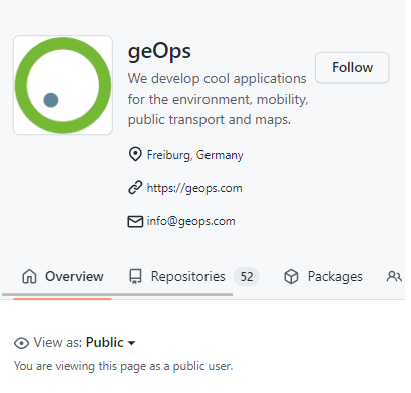 geOps
We develop cool applications
for the environment, mobility,
public transport and maps.
Follow
Freiburg, Germany
https://geops.com
info@geops.com
Overview Repositories 52 Packages
View as: Public
You are viewing this page as a public user.